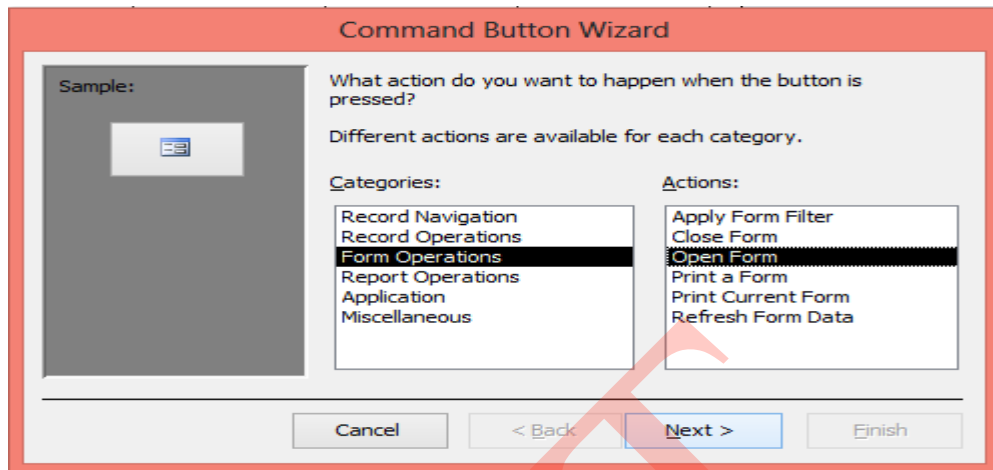 Command Button Wizard
Sample:
What action do you want to happen when the button is
pressed?
Different actions are available for each category.
Categories:
Actions:
Record Navigation
Record Operations
Form Operations
Report Operations
Application
Miscellaneous
Apply Form Filter
Close Form
Open Form
Print a Form
Print Current Form
Refresh Form Data
Cancel
< Back
Next >
Finish